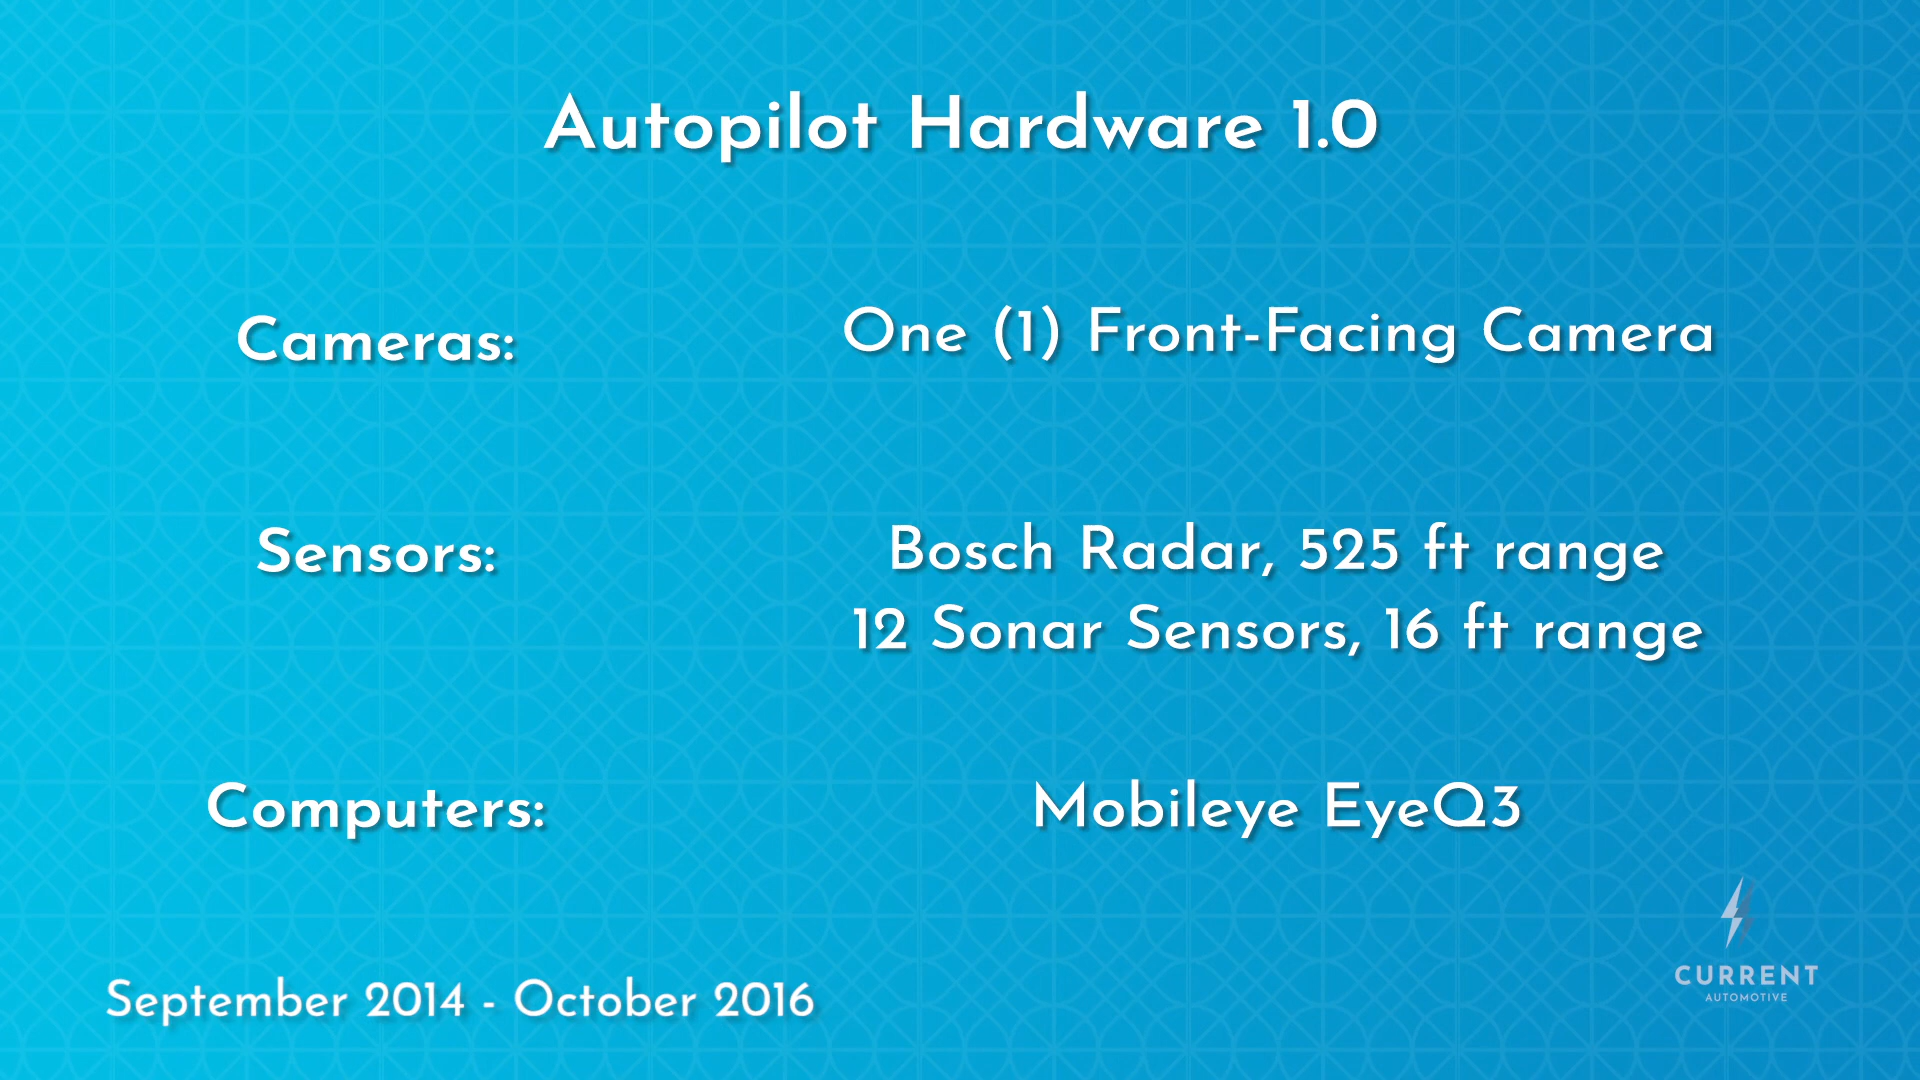 Autopilot Hardware 1.0
Cameras:
One (1) Front-Facing Camera
Sensors:
Bosch Radar, 525 ft range
12 Sonar Sensors, 16 ft range
Computers:
Mobileye EyeQ3
September 2014 - October 2016
CURRENT
AUTOMOTIVE